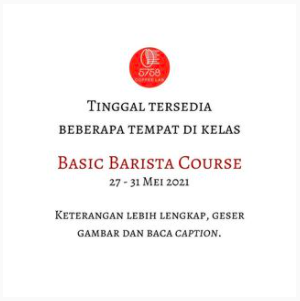 5758
COFFEE LAB
Tinggal tersedia
beberapa tempat di kelas
Basic Barista Course
27 - 31 Mei 2021
Keterangan lebih lengkap, geser
gambar dan baca caption.